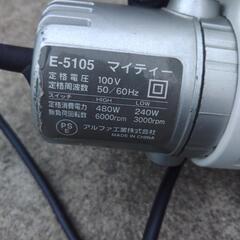 E-5105 マイティー
定格電圧 100V
定格周波数 50/60Hz
スイッチ HIGH LOW
定格消費電力 480W 240W
無負荷回転数 6000rpm 3000rpm
PS
E
アルファ工業株式会社
MADE IN CHINA